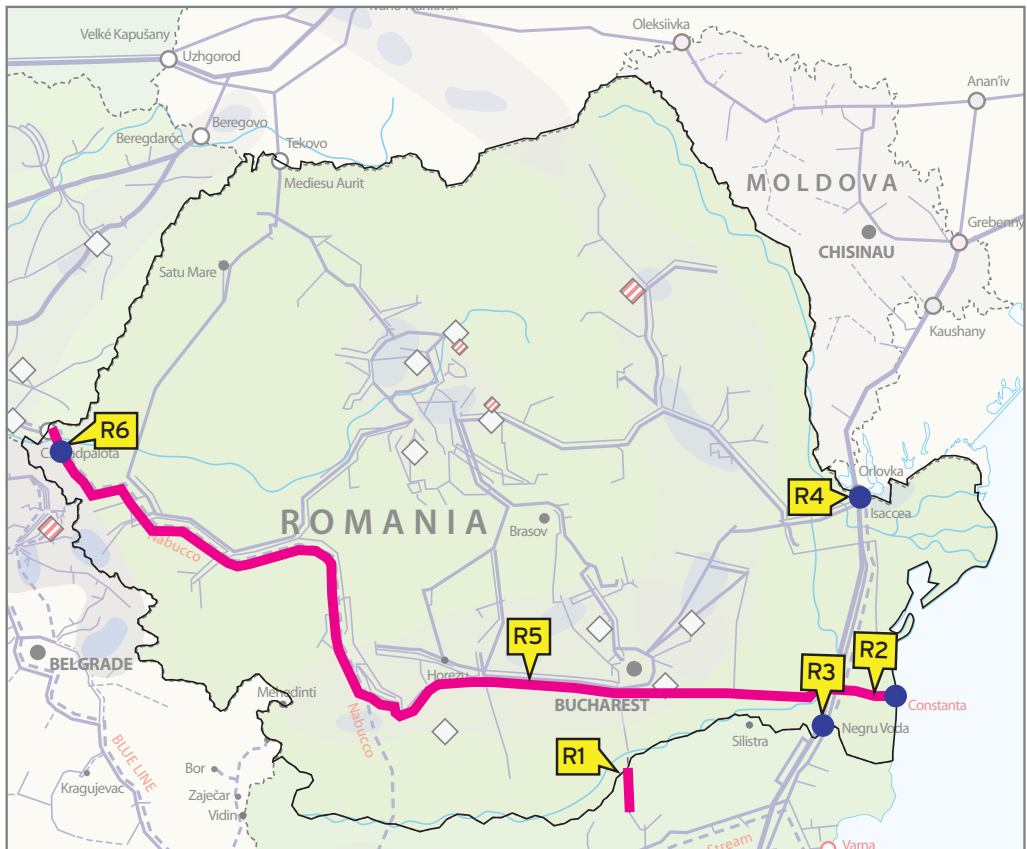 Oleksiivka
Velké Kapušany
Uzhgorod
Anan'iv
Beregovo
Beregdaróc
Tekovo
Mediesu Aurit
MOLDOVA
Grebenny
CHISINAU
Satu Mare
Kaushany
R6
Orlovka
R4
Isaccea
ROMANIA
Brasov
Nabucco
R5
R2
BELGRADE
R3
Horezu
Menedinti
Constanta
BUCHAREST
Negru Voda
Silistra
Nabucco
R1
BLUE LINE
Bor
Kragujevac
Zaječar
Vidin
Stream
Varna